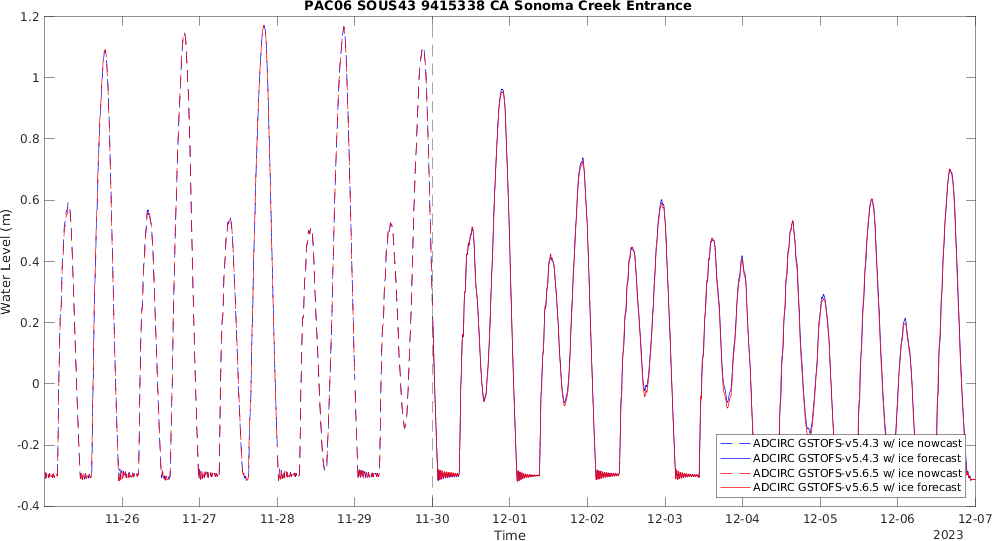 PAC06 SOUS43 9415338 CA Sonoma Creek Entrance
1.2
1
0.8
0.6
0.4
0.2
0
-0.2
-0.4
Water Level (m)
11-26 11-27 11-28 11-29 11-30 12-01 12-02 12-03 12-04 12-05 12-06 12-07
2023
Time
ADCIRC GSTOFS-v5.4.3 w/ ice nowcast
ADCIRC GSTOFS-v5.4.3 w/ ice forecast
ADCIRC GSTOFS-v5.6.5 w/ ice nowcast
ADCIRC GSTOFS-v5.6.5 w/ ice forecast